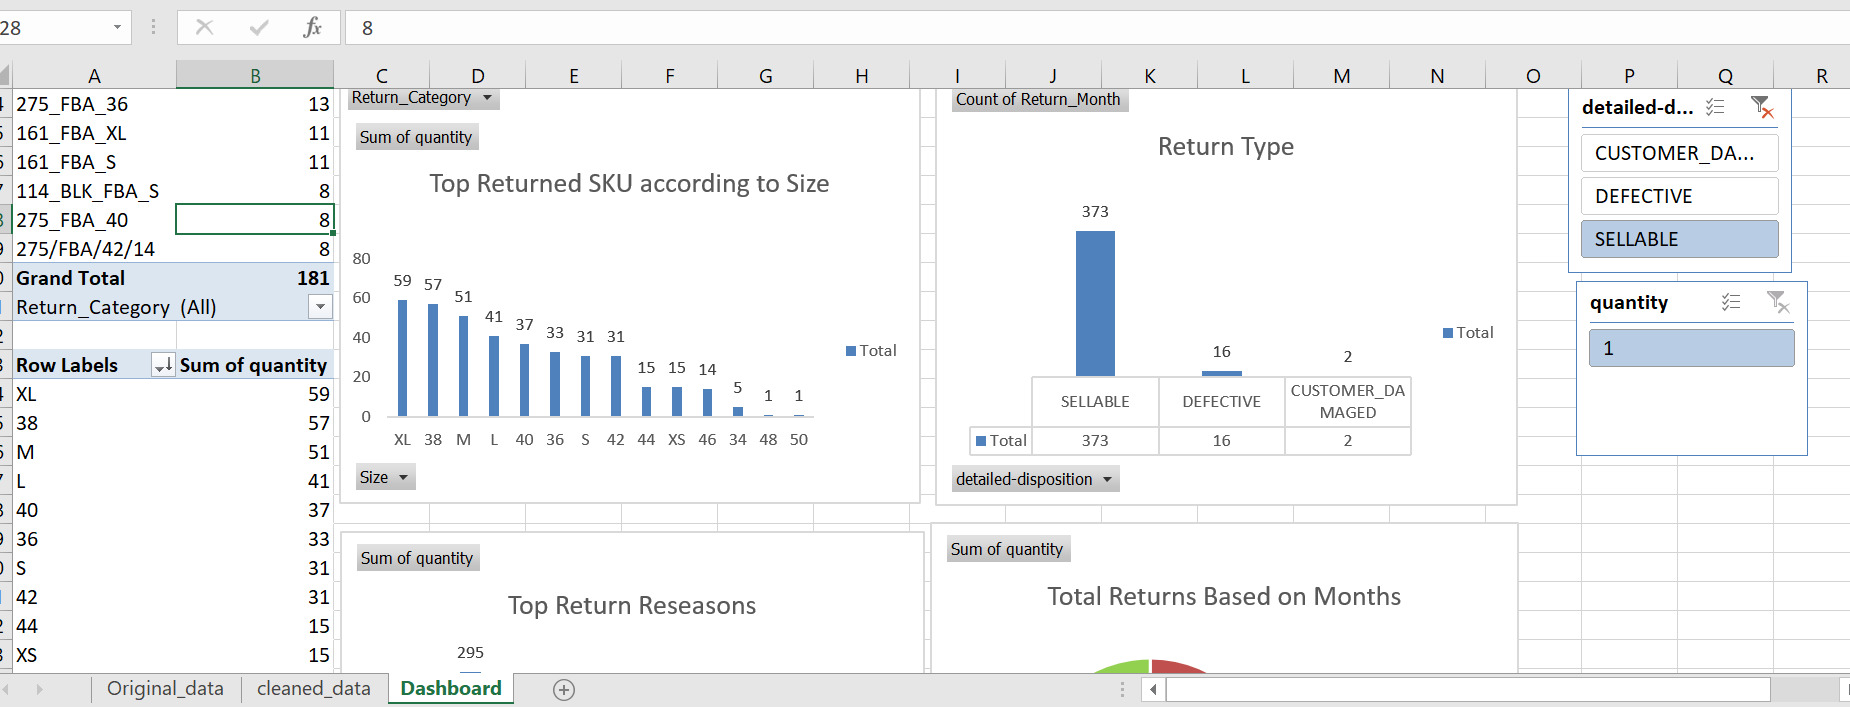 28
fx
8
A B C D E F G H I J K L M N O P Q R
275_FBA_36 13
161_FBA_XL 11
161_FBA_S 11
114_BLK_FBA_S 8
275_FBA_40 8
275/FBA/42/14 8
Grand Total 181
Return_Category (All)
Row Labels Sum of quantity
XL 59
38 57
M 51
L 41
40 37
36 33
S 31
42 31
44 15
XS 15
Return_Category
Sum of quantity
Top Returned SKU according to Size
80
60
40
20
0
59 57 51 41 37 33 31 31 15 15 14 5 1 1
XL 38 M L 40 36 S 42 44 XS 46 34 48 50
Total
Size
Count of Return_Month
Return Type
373
16
2
SELLABLE DEFECTIVE CUSTOMER_DA
MAGED
Total 373 16 2
Total
detailed-disposition
detailed-d...
CUSTOMER_DA...
DEFECTIVE
SELLABLE
quantity
1
Sum of quantity
Top Return Reseasons
295
Sum of quantity
Total Returns Based on Months
Original_data cleaned_data Dashboard